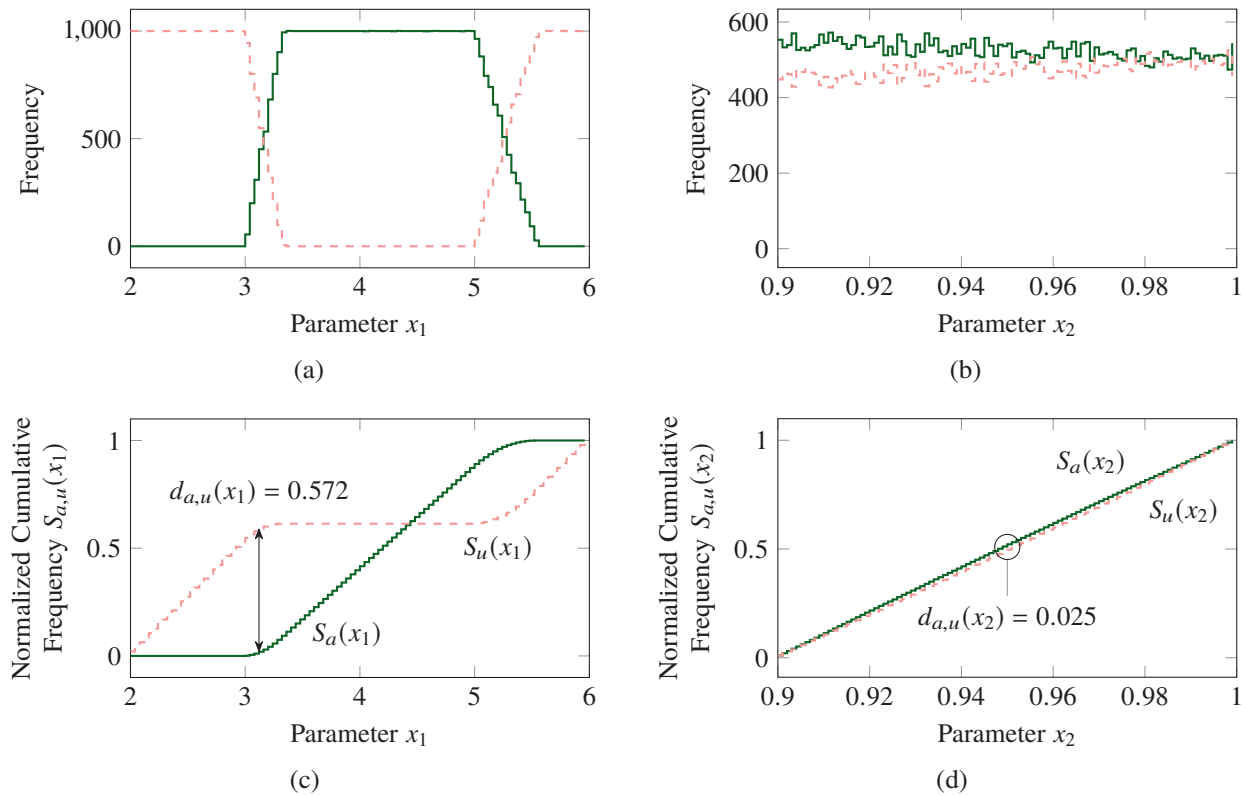 1,000
500
0
Frequency
2 3 4 5 6
Parameter x₁
(a)
600
400
200
0
Frequency
0.9 0.92 0.94 0.96 0.98 1
Parameter x₂
(b)
1
0.5
0
Normalized Cumulative
Frequency Sₐ,ᵤ(x₁)
dₐ,ᵤ(x₁) = 0.572
Sᵤ(x₁)
Sₐ(x₁)
2 3 4 5 6
Parameter x₁
(c)
1
0.5
0
Normalized Cumulative
Frequency Sₐ,ᵤ(x₂)
Sₐ(x₂)
Sᵤ(x₂)
dₐ,ᵤ(x₂) = 0.025
0.9 0.92 0.94 0.96 0.98 1
Parameter x₂
(d)